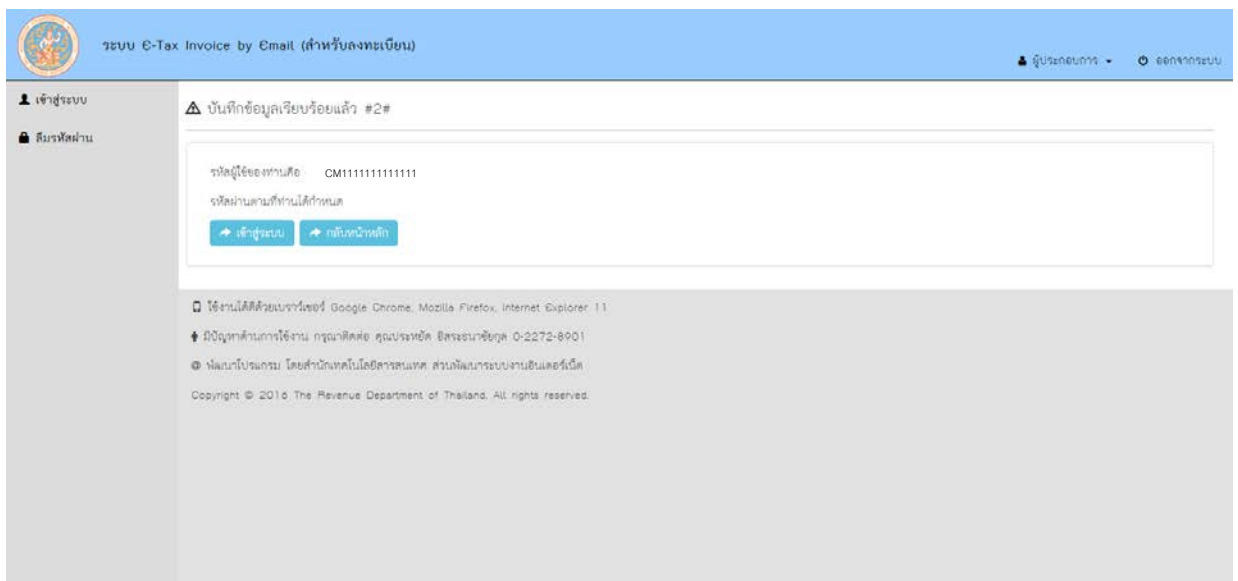 ระบบ E-Tax Invoice by Email (สำหรับลงทะเบียน)
ผู้ประกอบการ
ออกจากระบบ
เข้าสู่ระบบ
ลืมรหัสผ่าน
บันทึกข้อมูลเรียบร้อยแล้ว #2#
รหัสผู้ใช้ของท่านคือ CM1111111111111
รหัสผ่านตามที่ท่านได้กำหนด
เข้าสู่ระบบ
กลับหน้าหลัก
ใช้งานได้ดีด้วยเบราว์เซอร์ Google Chrome, Mozilla Firefox, Internet Explorer 11
มีปัญหาด้านการใช้งาน กรุณาติดต่อ คุณประหยัด อิสระธนาชัยกุล 0-2272-8901
@ พัฒนาโปรแกรม โดยสำนักเทคโนโลยีสารสนเทศ ส่วนพัฒนาระบบงานอินเตอร์เน็ต
Copyright © 2016 The Revenue Department of Thailand. All rights reserved.